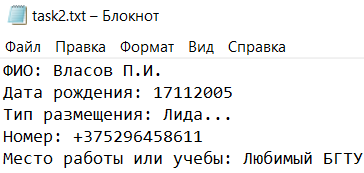 task2.txt – Блокнот
Файл Правка Формат Вид Справка
ФИО: Власов П.И.
Дата рождения: 17112005
Тип размещения: Лида...
Номер: +375296458611
Место работы или учебы: Любимый БГТУ